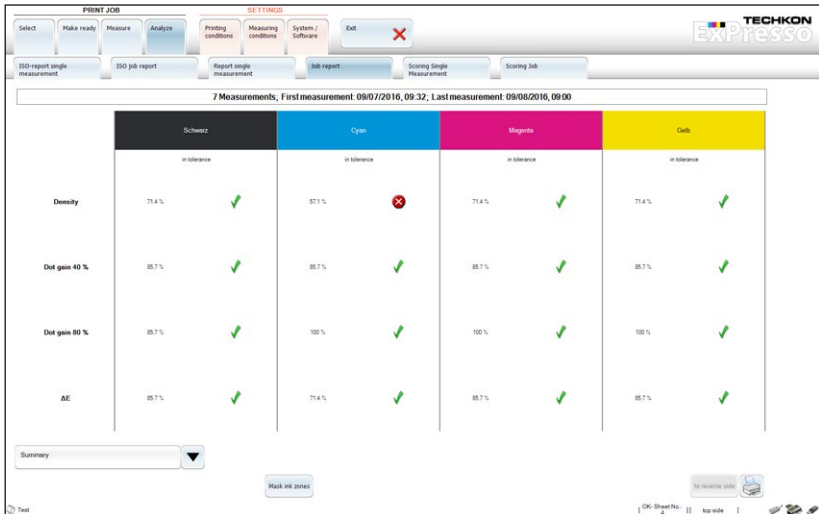 PRINT JOB
SETTINGS
Select
Make ready
Measure
Analyze
Printing
conditions
Measuring
conditions
System /
Software
Exit
TECHKON
ExPresso
ISO-report single
measurement
ISO job report
Report single
measurement
Job report
Scoring Single
Measurement
Scoring Job
7 Measurements; First measurement: 09/07/2016, 09:32; Last measurement: 09/08/2016, 09:00
Schwarz
Cyan
Magenta
Gelb
in tolerance
in tolerance
in tolerance
in tolerance
Density
71.4 %
57.1 %
71.4 %
71.4 %
Dot gain 40 %
85.7 %
85.7 %
85.7 %
85.7 %
Dot gain 80 %
85.7 %
100 %
100 %
100 %
ΔE
85.7 %
71.4 %
85.7 %
85.7 %
Summary
Mask ink zones
to reverse side
Test
OK- Sheet No.:
4
top side